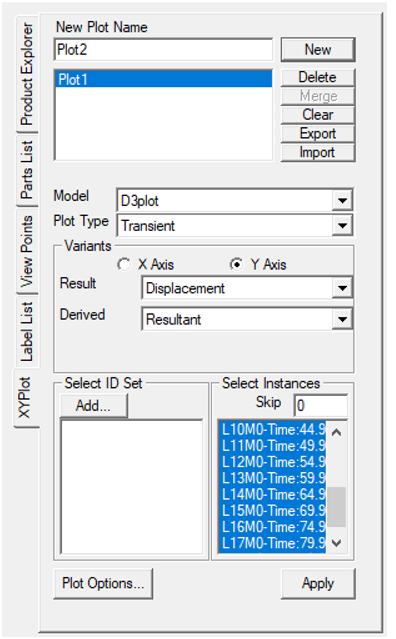 Product Explorer
Parts List
View Points
Label List
XYPlot
New Plot Name
Plot2
New
Plot1
Delete
Merge
Clear
Export
Import
Model
D3plot
Plot Type
Transient
Variants
X Axis
Y Axis
Result
Displacement
Derived
Resultant
Select ID Set
Add...
Select Instances
Skip
0
L10M0-Time:44.9
L11M0-Time:49.9
L12M0-Time:54.9
L13M0-Time:59.9
L14M0-Time:64.9
L15M0-Time:69.9
L16M0-Time:74.9
L17M0-Time:79.9
Plot Options...
Apply